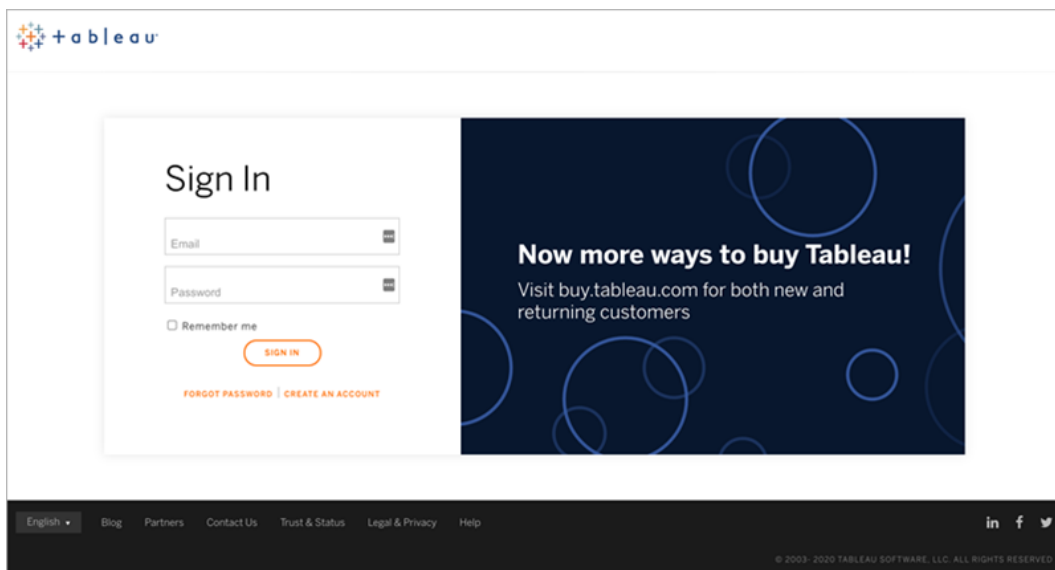 tableau
Sign In
Email
Password
Remember me
SIGN IN
FORGOT PASSWORD | CREATE AN ACCOUNT
Now more ways to buy Tableau!
Visit buy.tableau.com for both new and
returning customers
English Blog Partners Contact Us Trust & Status Legal & Privacy Help
in f
© 2003- 2020 TABLEAU SOFTWARE, LLC. ALL RIGHTS RESERVED